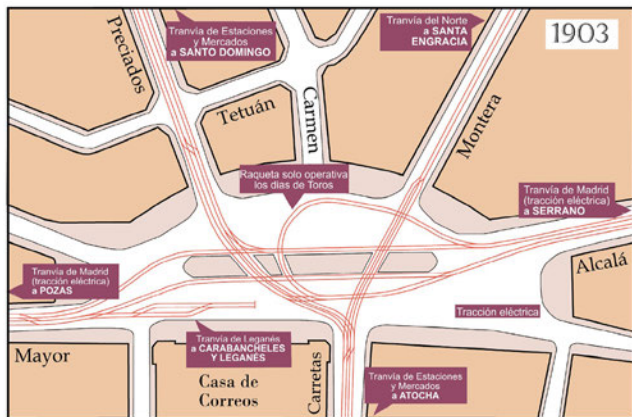 Tranvía de Estaciones
y Mercados
a SANTO DOMINGO
Tranvía del Norte
a SANTA
ENGRACIA
1903
Preciados
Tetuán
Carmen
Montera
Raqueta solo operativa
los dias de Toros
Tranvía de Madrid
(tracción eléctrica)
a SERRANO
Tranvía de Madrid
(tracción eléctrica)
a POZAS
Alcalá
Tracción eléctrica
Tranvía de Leganés
a CARABANCHELES
Y LEGANÉS
Mayor
Casa de
Correos
Carretas
Tranvía de Estaciones
y Mercados
a ATOCHA